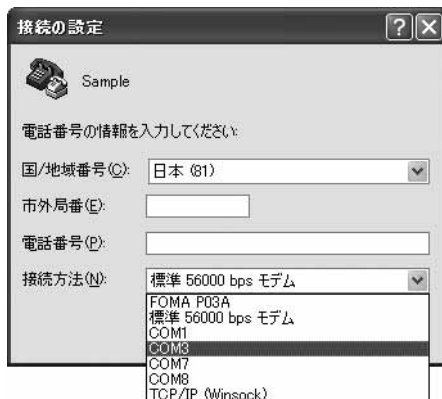 接続の設定
Sample
電話番号の情報を入力してください:
国/地域番号(C): 日本 (81)
市外局番(E):
電話番号(P):
接続方法(N): 標準 56000 bps モデム
FOMA P03A
標準 56000 bps モデム
COM1
COM3
COM7
COM8
TCP/IP (Winsock)